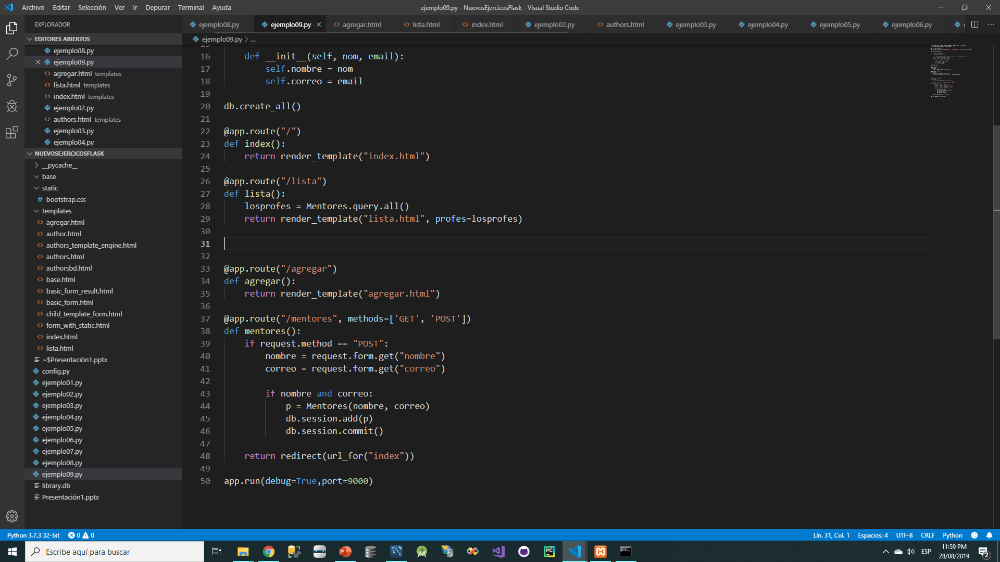 Archivo Editar Selección Ver Ir Depurar Terminal Ayuda
ejemplo09.py - NuevosEjercicosFlask - Visual Studio Code
EXPLORADOR
EDITORES ABIERTOS
ejemplo08.py
ejemplo09.py
agregar.html templates
lista.html templates
index.html templates
ejemplo02.py
authors.html templates
ejemplo03.py
ejemplo04.py
NUEVOSEJERCICOSFLASK
__pycache__
base
static
bootstrap.css
templates
agregar.html
author.html
authors_template_engine.html
authors.html
authorsbd.html
base.html
basic_form_result.html
basic_form.html
child_template_form.html
form_with_static.html
index.html
lista.html
~$Presentación1.pptx
config.py
ejemplo01.py
ejemplo02.py
ejemplo03.py
ejemplo04.py
ejemplo05.py
ejemplo06.py
ejemplo07.py
ejemplo08.py
ejemplo09.py
library.db
Presentación1.pptx
ejemplo08.py ejemplo09.py agregar.html lista.html index.html ejemplo02.py authors.html ejemplo03.py ejemplo04.py ejemplo05.py ejemplo06.py
ejemplo09.py > ...
15
16 def __init__(self, nom, email):
17 self.nombre = nom
18 self.correo = email
19
20 db.create_all()
21
22 @app.route("/")
23 def index():
24 return render_template("index.html")
25
26 @app.route("/lista")
27 def lista():
28 losprofes = Mentores.query.all()
29 return render_template("lista.html", profes=losprofes)
30
31
32
33 @app.route("/agregar")
34 def agregar():
35 return render_template("agregar.html")
36
37 @app.route("/mentores", methods=['GET', 'POST'])
38 def mentores():
39 if request.method == "POST":
40 nombre = request.form.get("nombre")
41 correo = request.form.get("correo")
42
43 if nombre and correo:
44 p = Mentores(nombre, correo)
45 db.session.add(p)
46 db.session.commit()
47
48 return redirect(url_for("index"))
49
50 app.run(debug=True,port=9000)
Python 3.7.3 32-bit 0 0
Lín. 31, Col. 1 Espacios: 4 UTF-8 CRLF Python
Escribe aquí para buscar
ESP
11:59 PM
28/08/2019
2